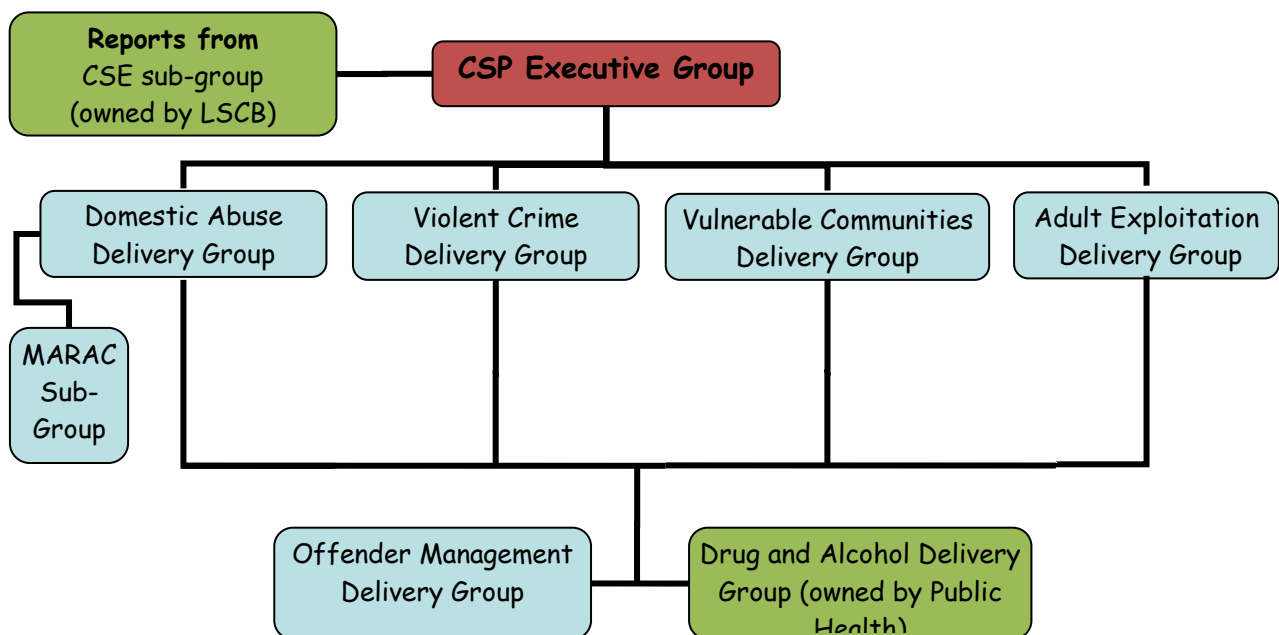 Reports from
CSE sub-group
(owned by LSCB)
CSP Executive Group
Domestic Abuse
Delivery Group
Violent Crime
Delivery Group
Vulnerable Communities
Delivery Group
Adult Exploitation
Delivery Group
MARAC
Sub-
Group
Offender Management
Delivery Group
Drug and Alcohol Delivery
Group (owned by Public
Health)